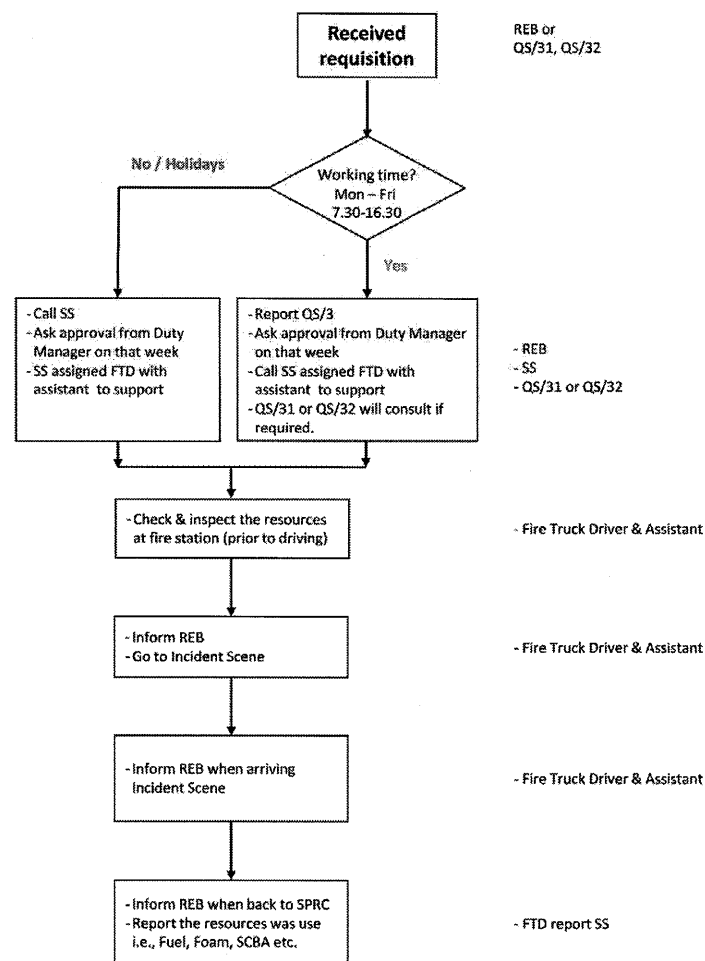 Received
requisition
REB or
QS/31, QS/32
No / Holidays
Working time?
Mon – Fri
7.30-16.30
Yes
- Call SS
- Ask approval from Duty
Manager on that week
- SS assigned FTD with
assistant to support
- Report QS/3
- Ask approval from Duty Manager
on that week
- Call SS assigned FTD with
assistant to support
- QS/31 or QS/32 will consult if
required.
- REB
- SS
- QS/31 or QS/32
- Check & inspect the resources
at fire station (prior to driving)
- Fire Truck Driver & Assistant
- Inform REB
- Go to Incident Scene
- Fire Truck Driver & Assistant
- Inform REB when arriving
Incident Scene
- Fire Truck Driver & Assistant
- Inform REB when back to SPRC
- Report the resources was use
i.e., Fuel, Foam, SCBA etc.
- FTD report SS